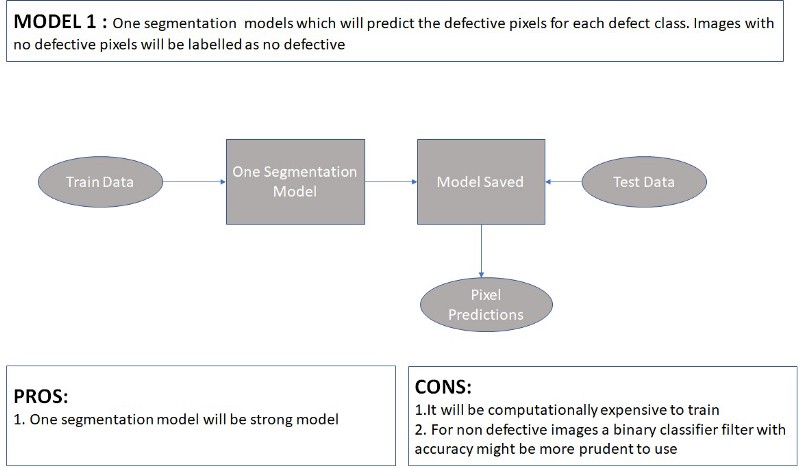 MODEL 1 : One segmentation models which will predict the defective pixels for each defect class. Images with
no defective pixels will be labelled as no defective
Train Data
One Segmentation
Model
Model Saved
Test Data
Pixel
Predictions
PROS:
1. One segmentation model will be strong model
CONS:
1.It will be computationally expensive to train
2. For non defective images a binary classifier filter with
accuracy might be more prudent to use